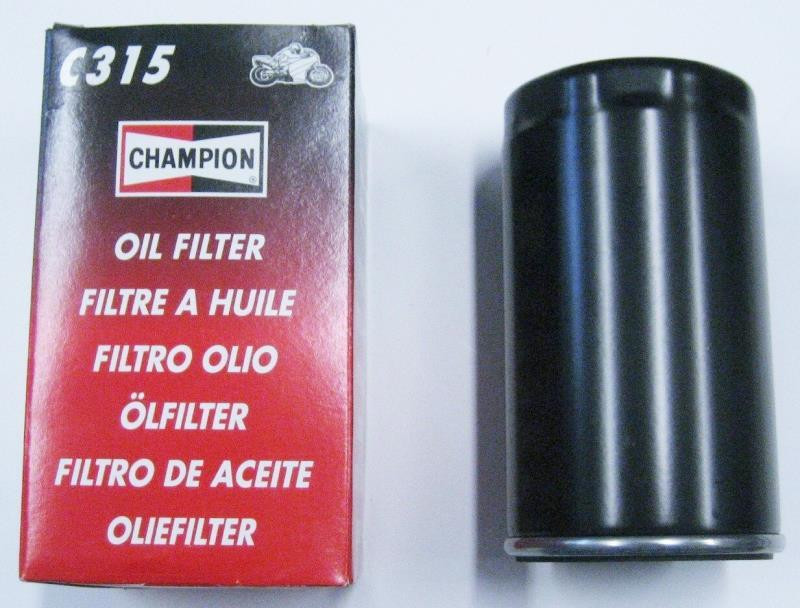 C315
CHAMPION
®
OIL FILTER
FILTRE A HUILE
FILTRO OLIO
ÖLFILTER
FILTRO DE ACEITE
OLIEFILTER